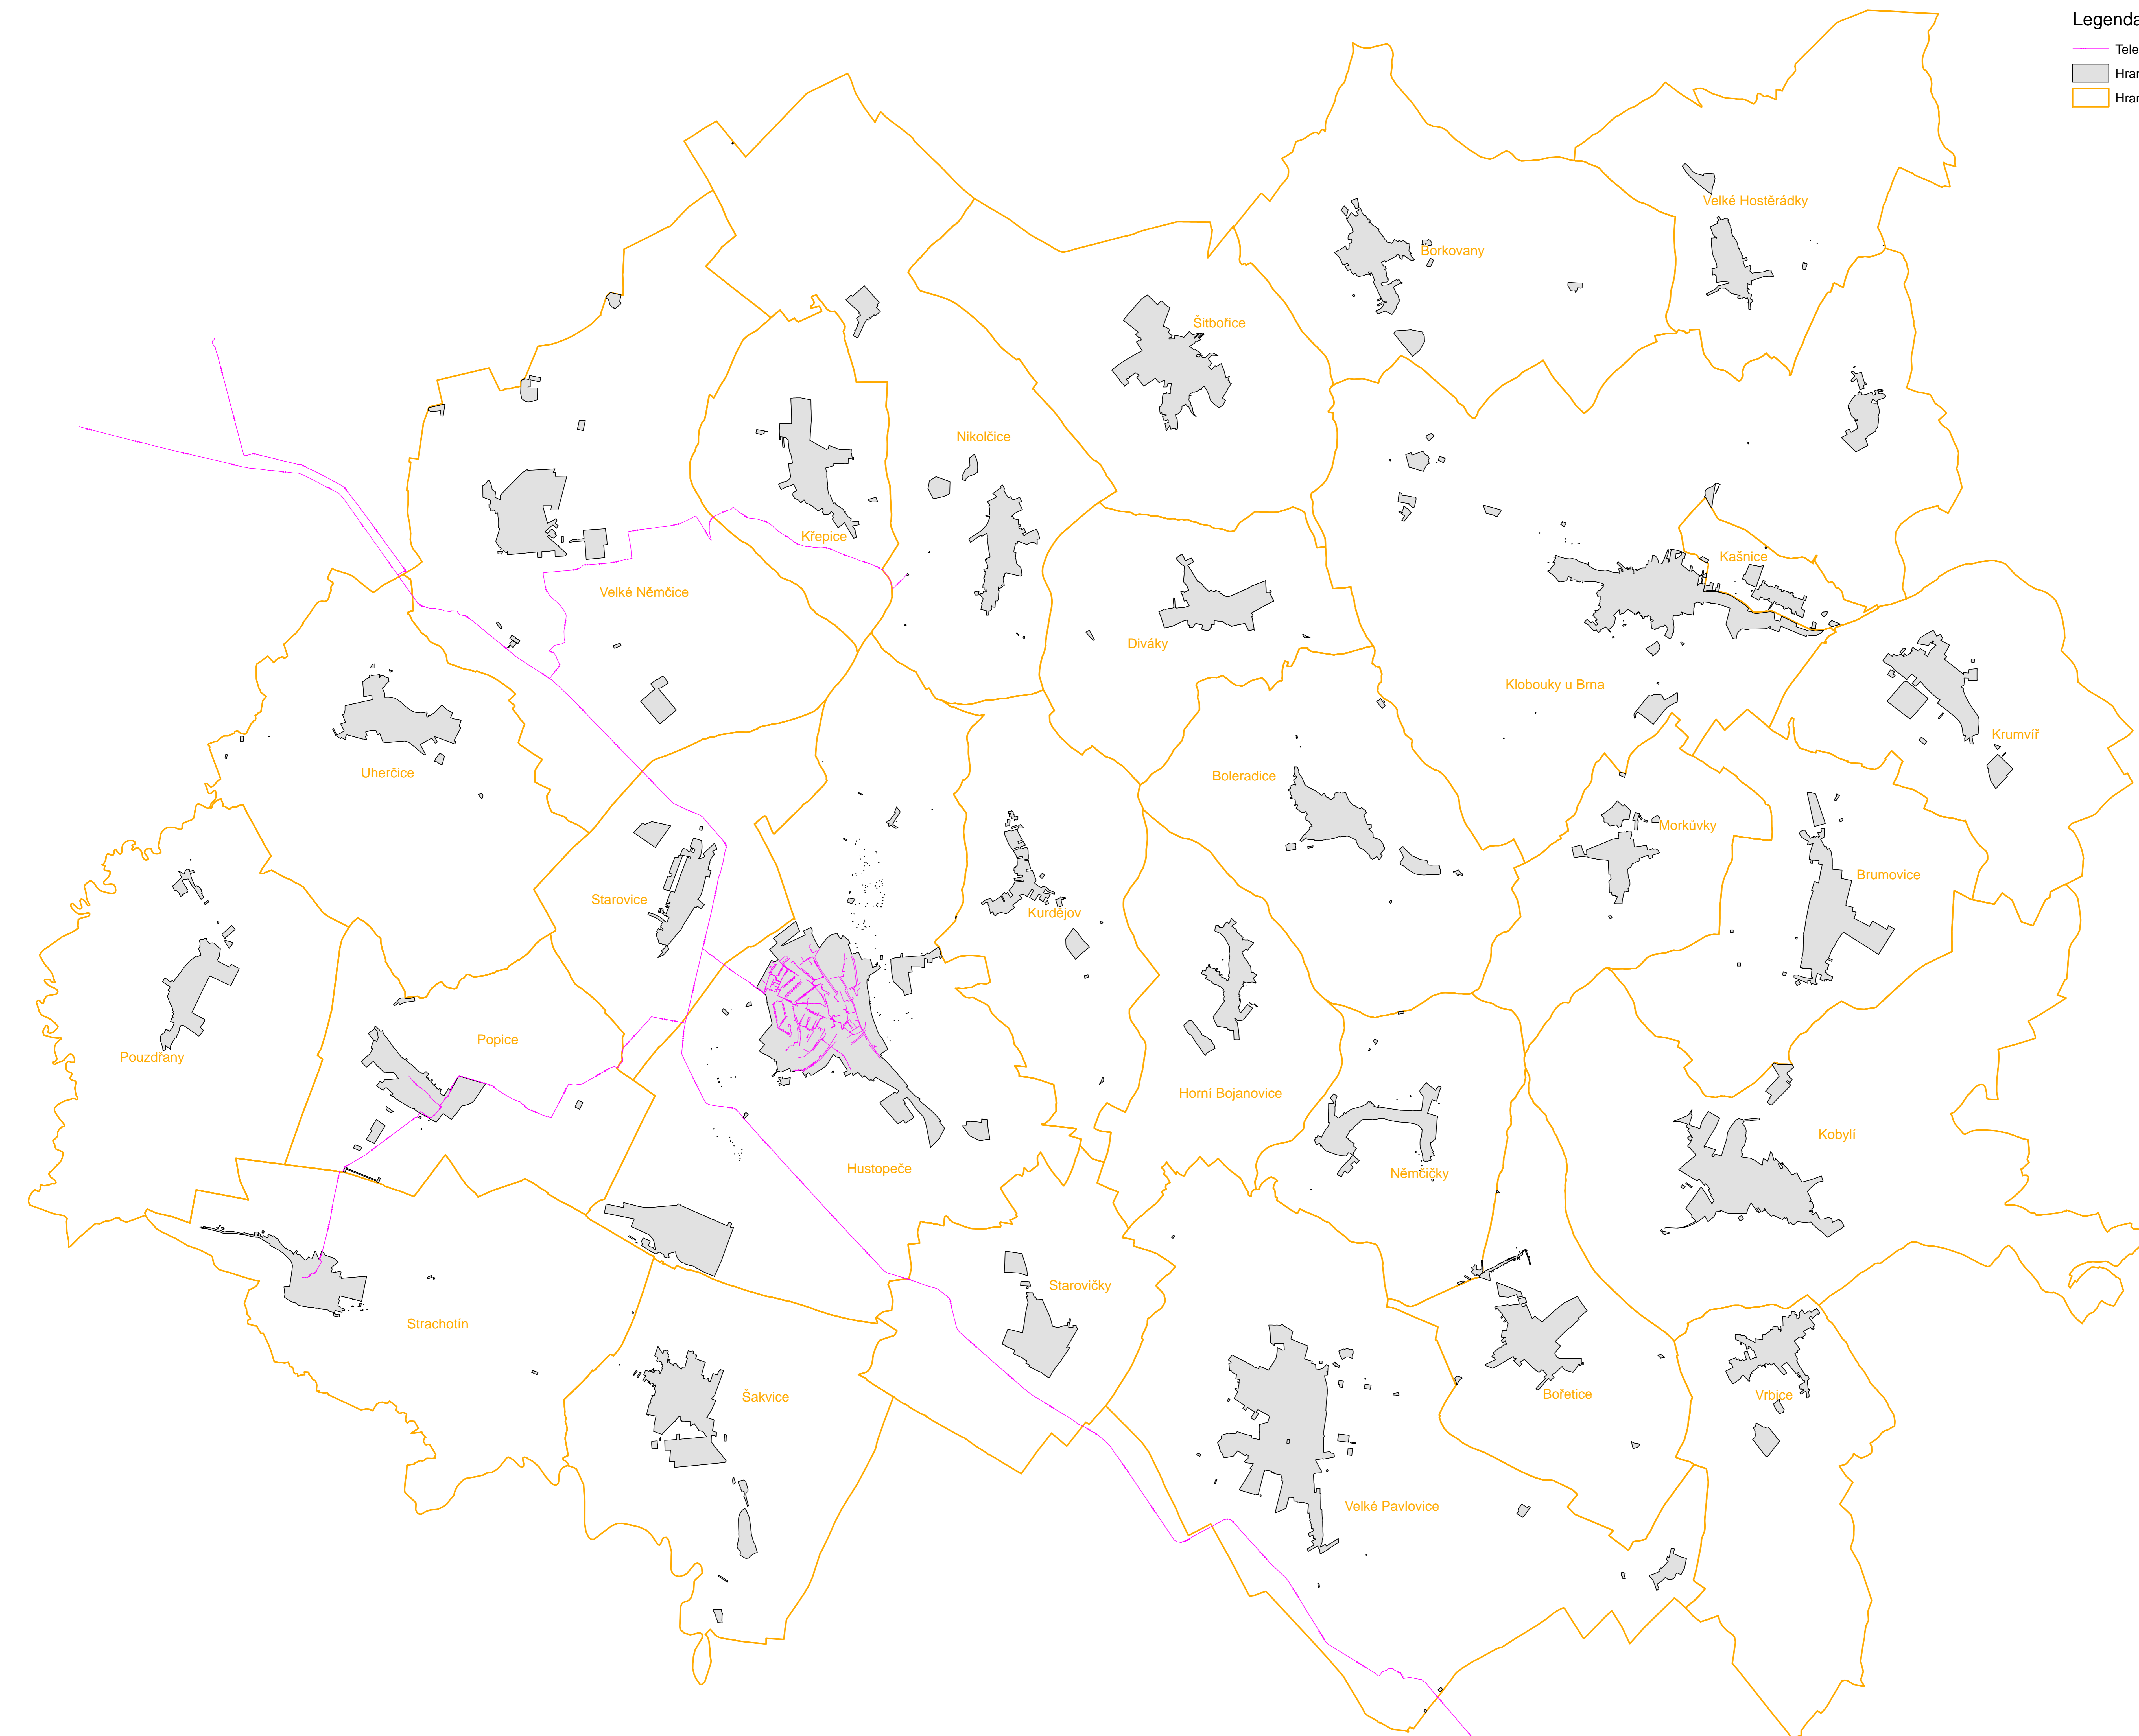 Legenda
Tele
Hran
Hran
Velké Hostěrádky
Borkovany
Šitbořice
Nikolčice
Křepice
Kašnice
Velké Němčice
Diváky
Klobouky u Brna
Krumvíř
Uherčice
Boleradice
Morkůvky
Brumovice
Starovice
Kurdějov
Popice
Pouzdřany
Horní Bojanovice
Kobylí
Hustopeče
Němčičky
Starovičky
Strachotín
Šakvice
Bořetice
Vrbice
Velké Pavlovice